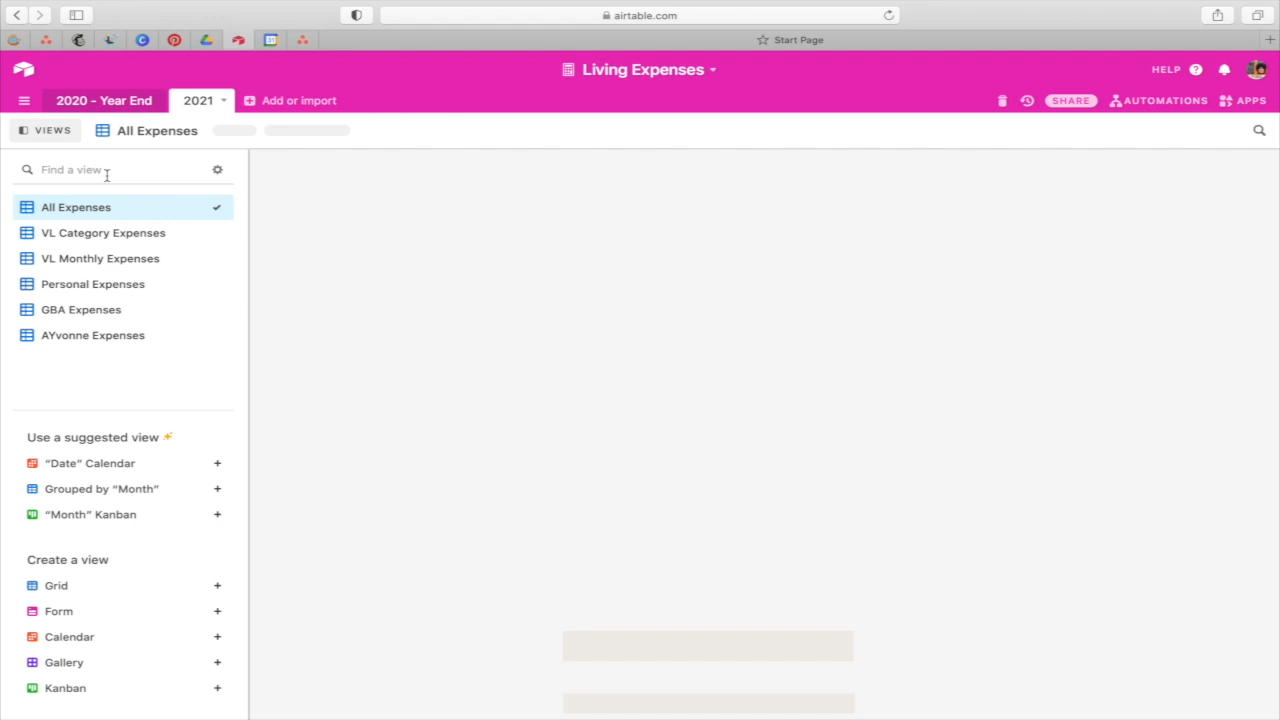 airtable.com
Start Page
Living Expenses
HELP
2020 - Year End
2021
Add or import
SHARE
AUTOMATIONS
APPS
VIEWS
All Expenses
Find a view
All Expenses
VL Category Expenses
VL Monthly Expenses
Personal Expenses
GBA Expenses
AYvonne Expenses
Use a suggested view
“Date” Calendar
Grouped by “Month”
“Month” Kanban
Create a view
Grid
Form
Calendar
Gallery
Kanban